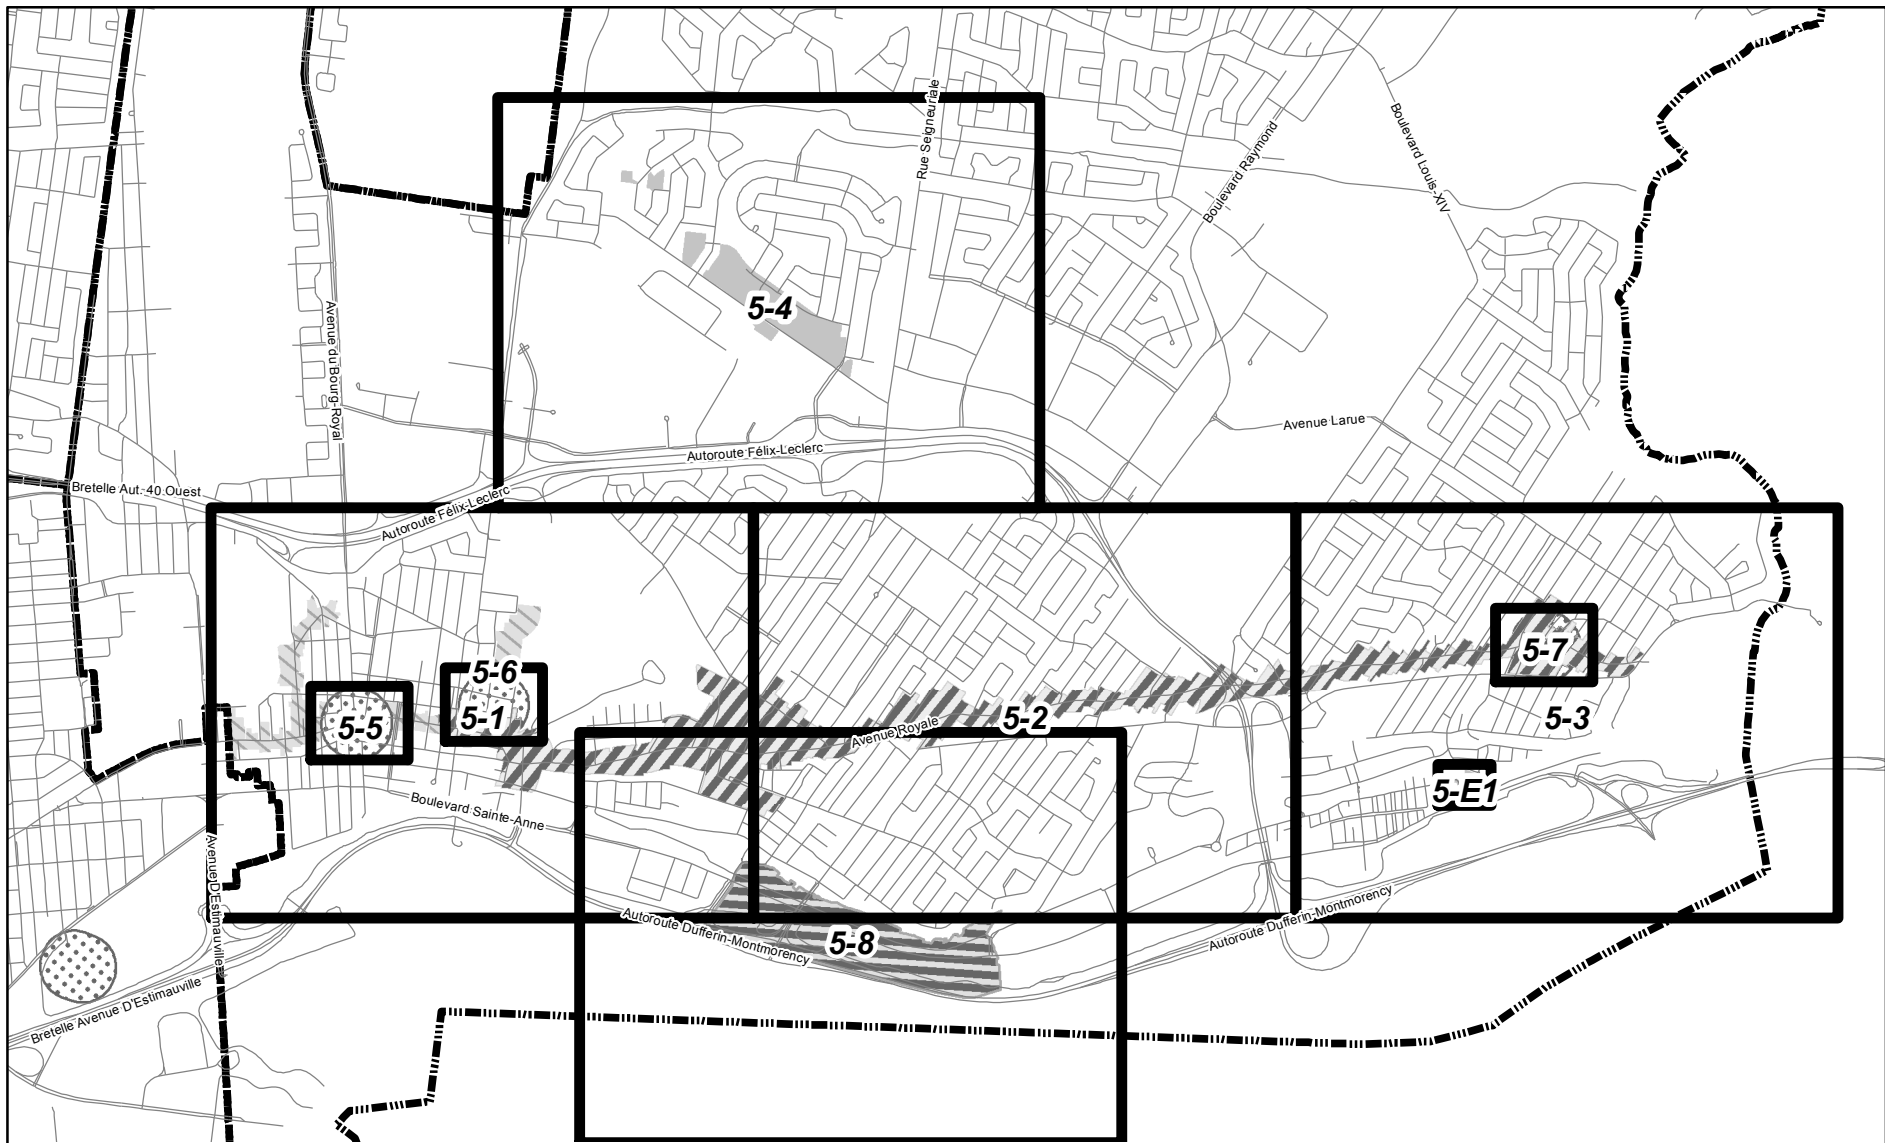 Rue Seigneuriale
Boulevard Raymond
Boulevard Louis-XIV
5-4
Avenue du Bourg-Royal
Avenue Larue
Autoroute Félix-Leclerc
Bretelle Aut. 40 Ouest
Autoroute Félix-Leclerc
5-7
5-6
5-1
5-5
5-2
5-3
Avenue Royale
5-E1
Boulevard Sainte-Anne
Avenue D'Estimauville
Autoroute Dufferin-Montmorency
5-8
Autoroute Dufferin-Montmorency
Bretelle Avenue D'Estimauville